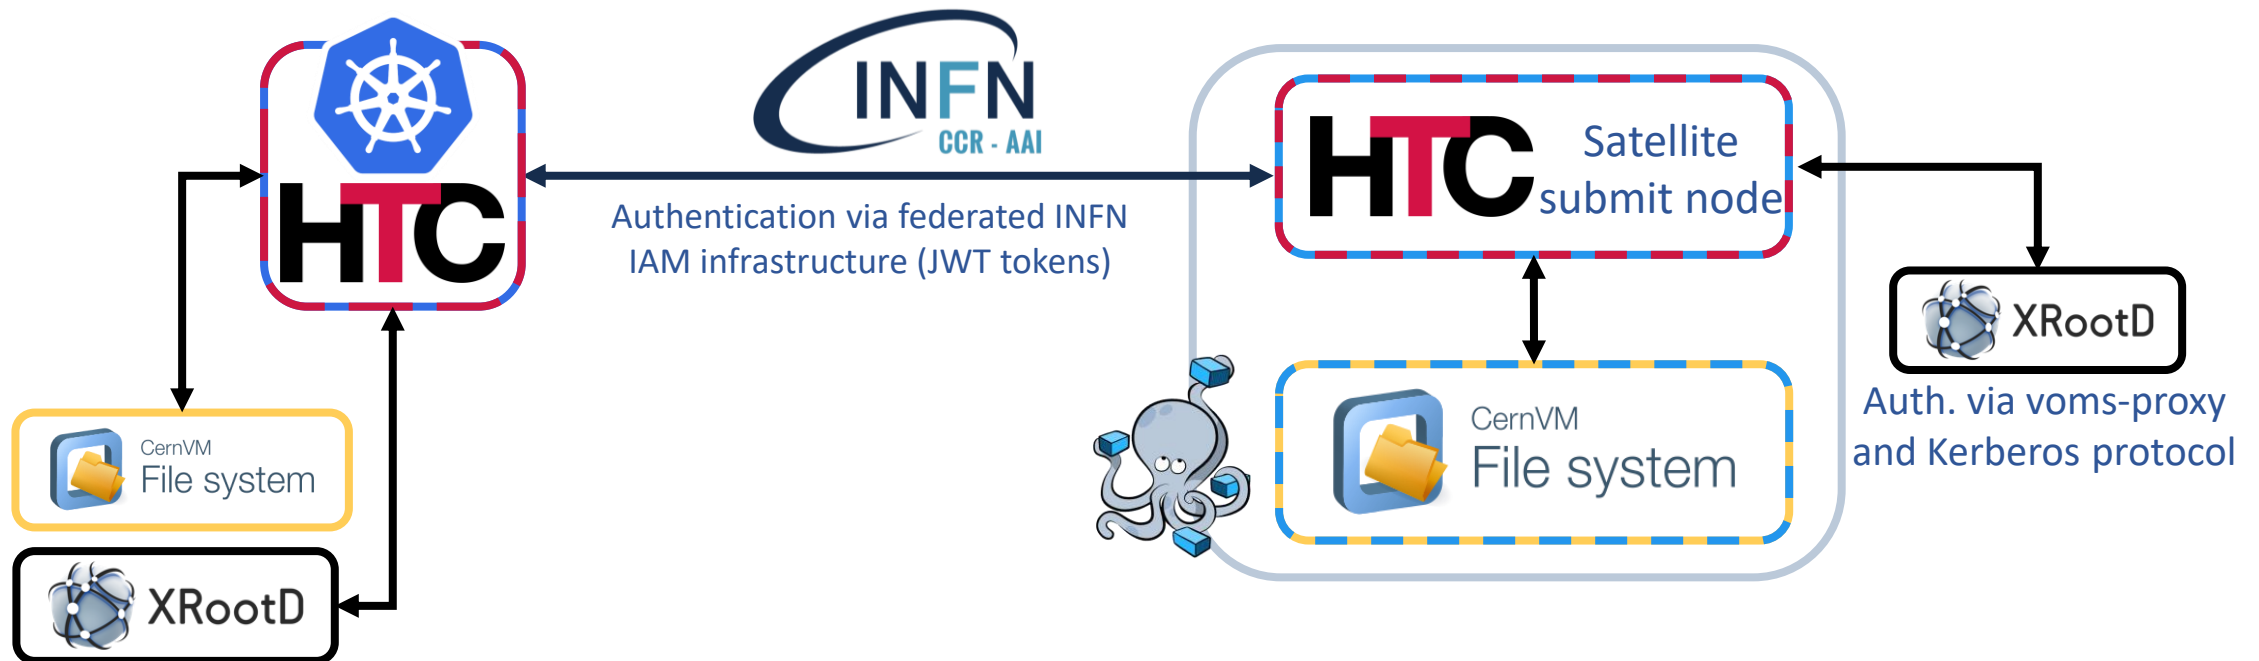 HTC
INFN
CCR - AAI
Authentication via federated INFN
IAM infrastructure (JWT tokens)
HTC
Satellite
submit node
CernVM
File system
XRootD
Auth. via voms-proxy
and Kerberos protocol
CernVM
File system
XRootD